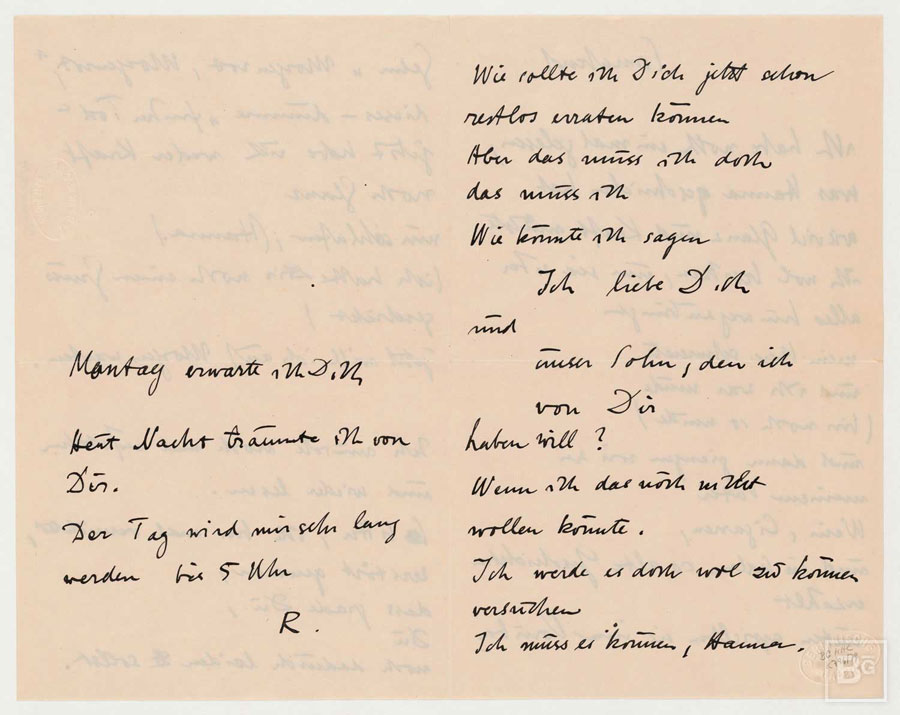 Montag erwarte ich Dich
Heut Nacht träumte ich von
Dir.
Der Tag wird mir sehr lang
werden bis 5 Uhr
R.
Wie sollte ich Dich jetzt schon
restlos erraten können
Aber das muss ich doch
das muss ich
Wie könnte ich sagen
Ich liebe Dich
und
unser Sohn, den ich
von Dir
haben will?
Wenn ich das noch nicht
wollen könnte.
Ich werde es doch wol zu können
versuchen
Ich muss es können, Hanna.
BG